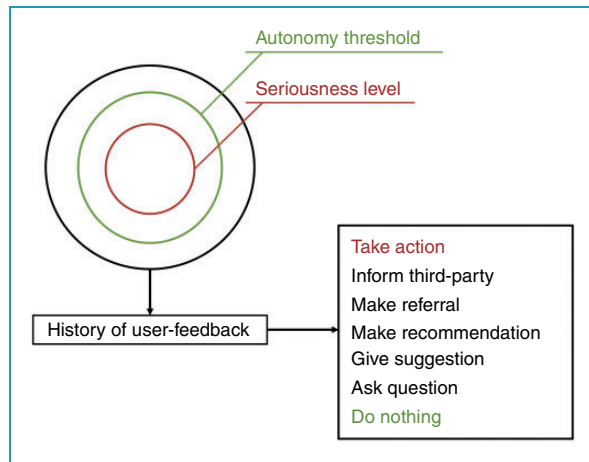 Autonomy threshold
Seriousness level
History of user-feedback
Take action
Inform third-party
Make referral
Make recommendation
Give suggestion
Ask question
Do nothing